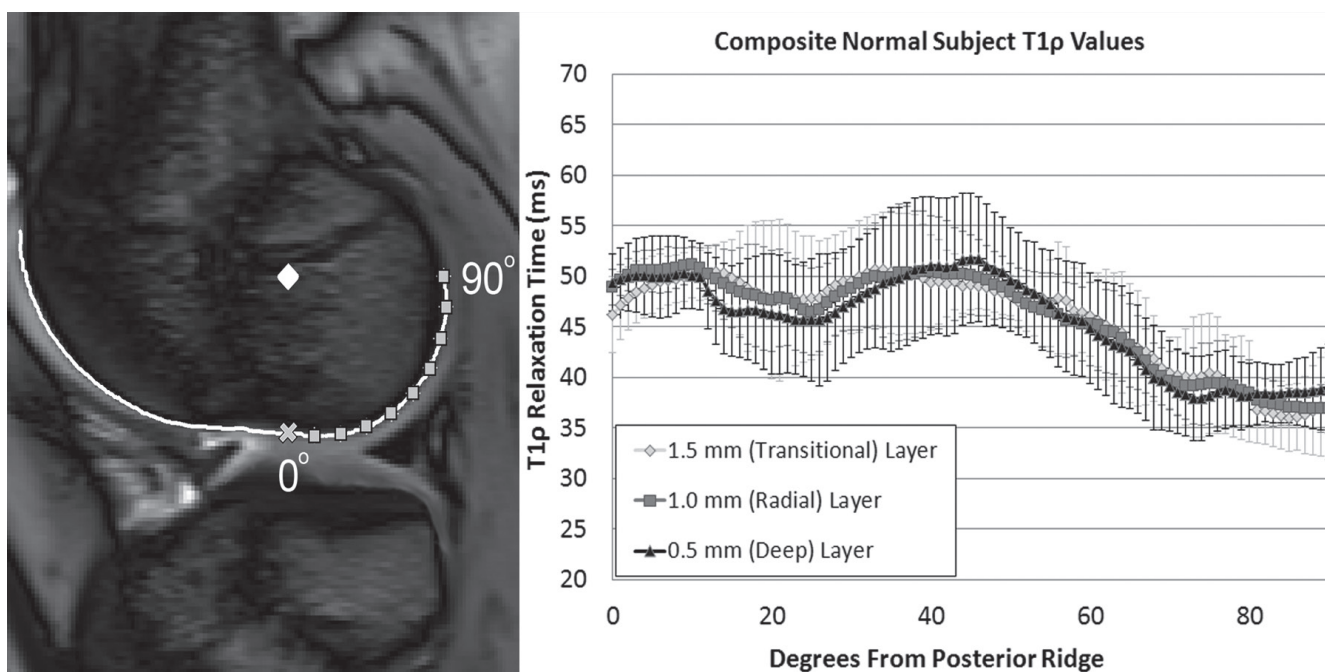 90°
0°
Composite Normal Subject T1ρ Values
T1ρ Relaxation Time (ms)
70
65
60
55
50
45
40
35
30
25
20
1.5 mm (Transitional) Layer
1.0 mm (Radial) Layer
0.5 mm (Deep) Layer
0 20 40 60 80
Degrees From Posterior Ridge